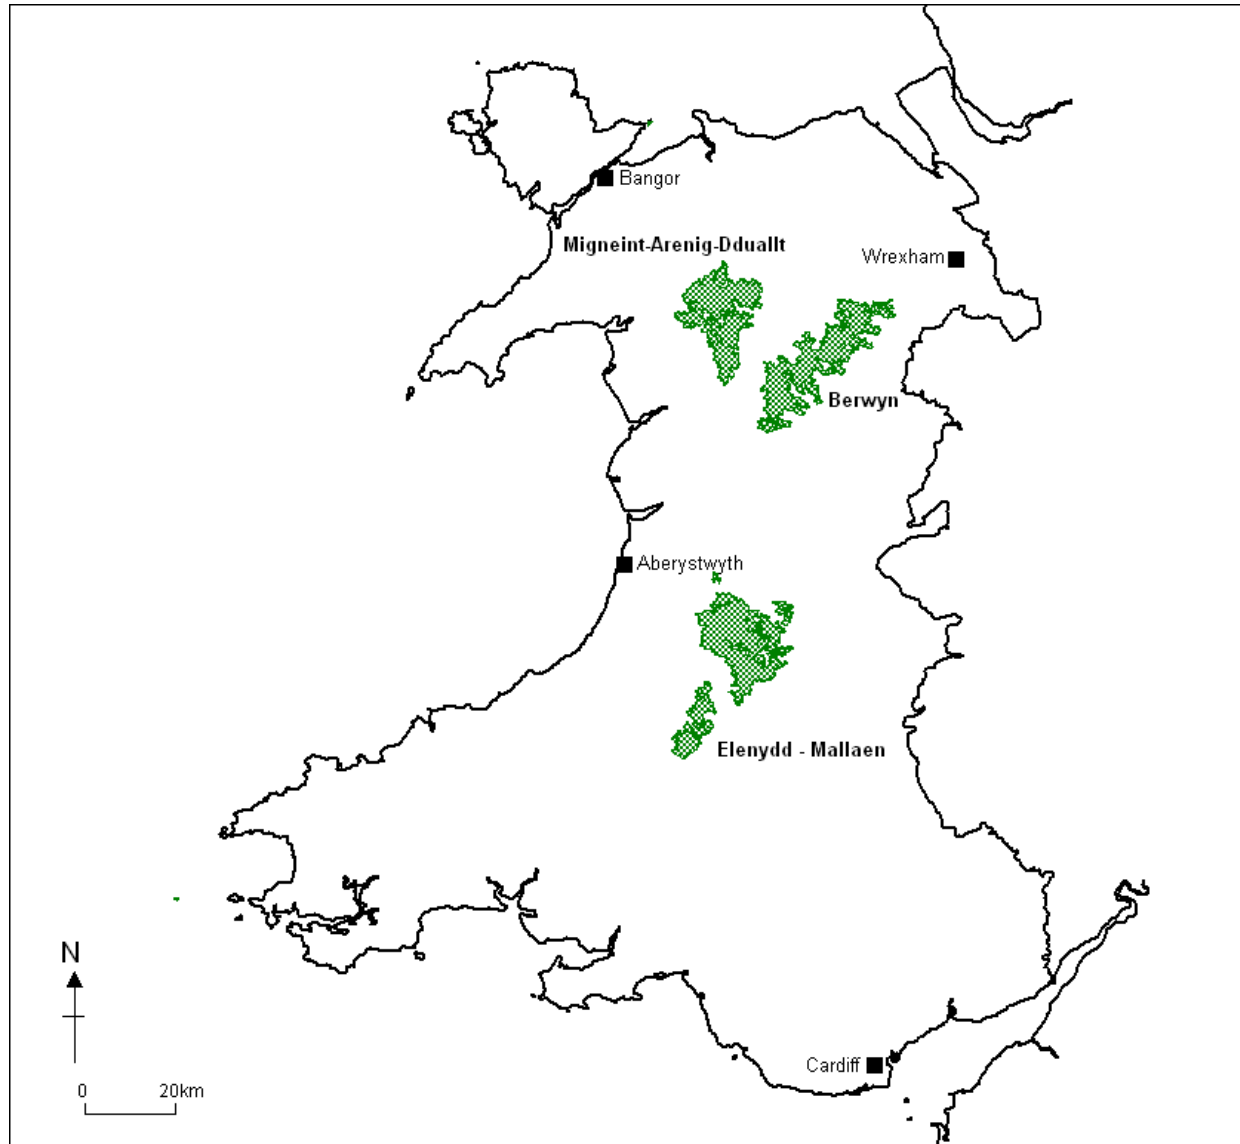 Bangor
Migneint-Arenig-Dduallt
Wrexham
Berwyn
Aberystwyth
Elenydd - Mallaen
N
0 20km
Cardiff